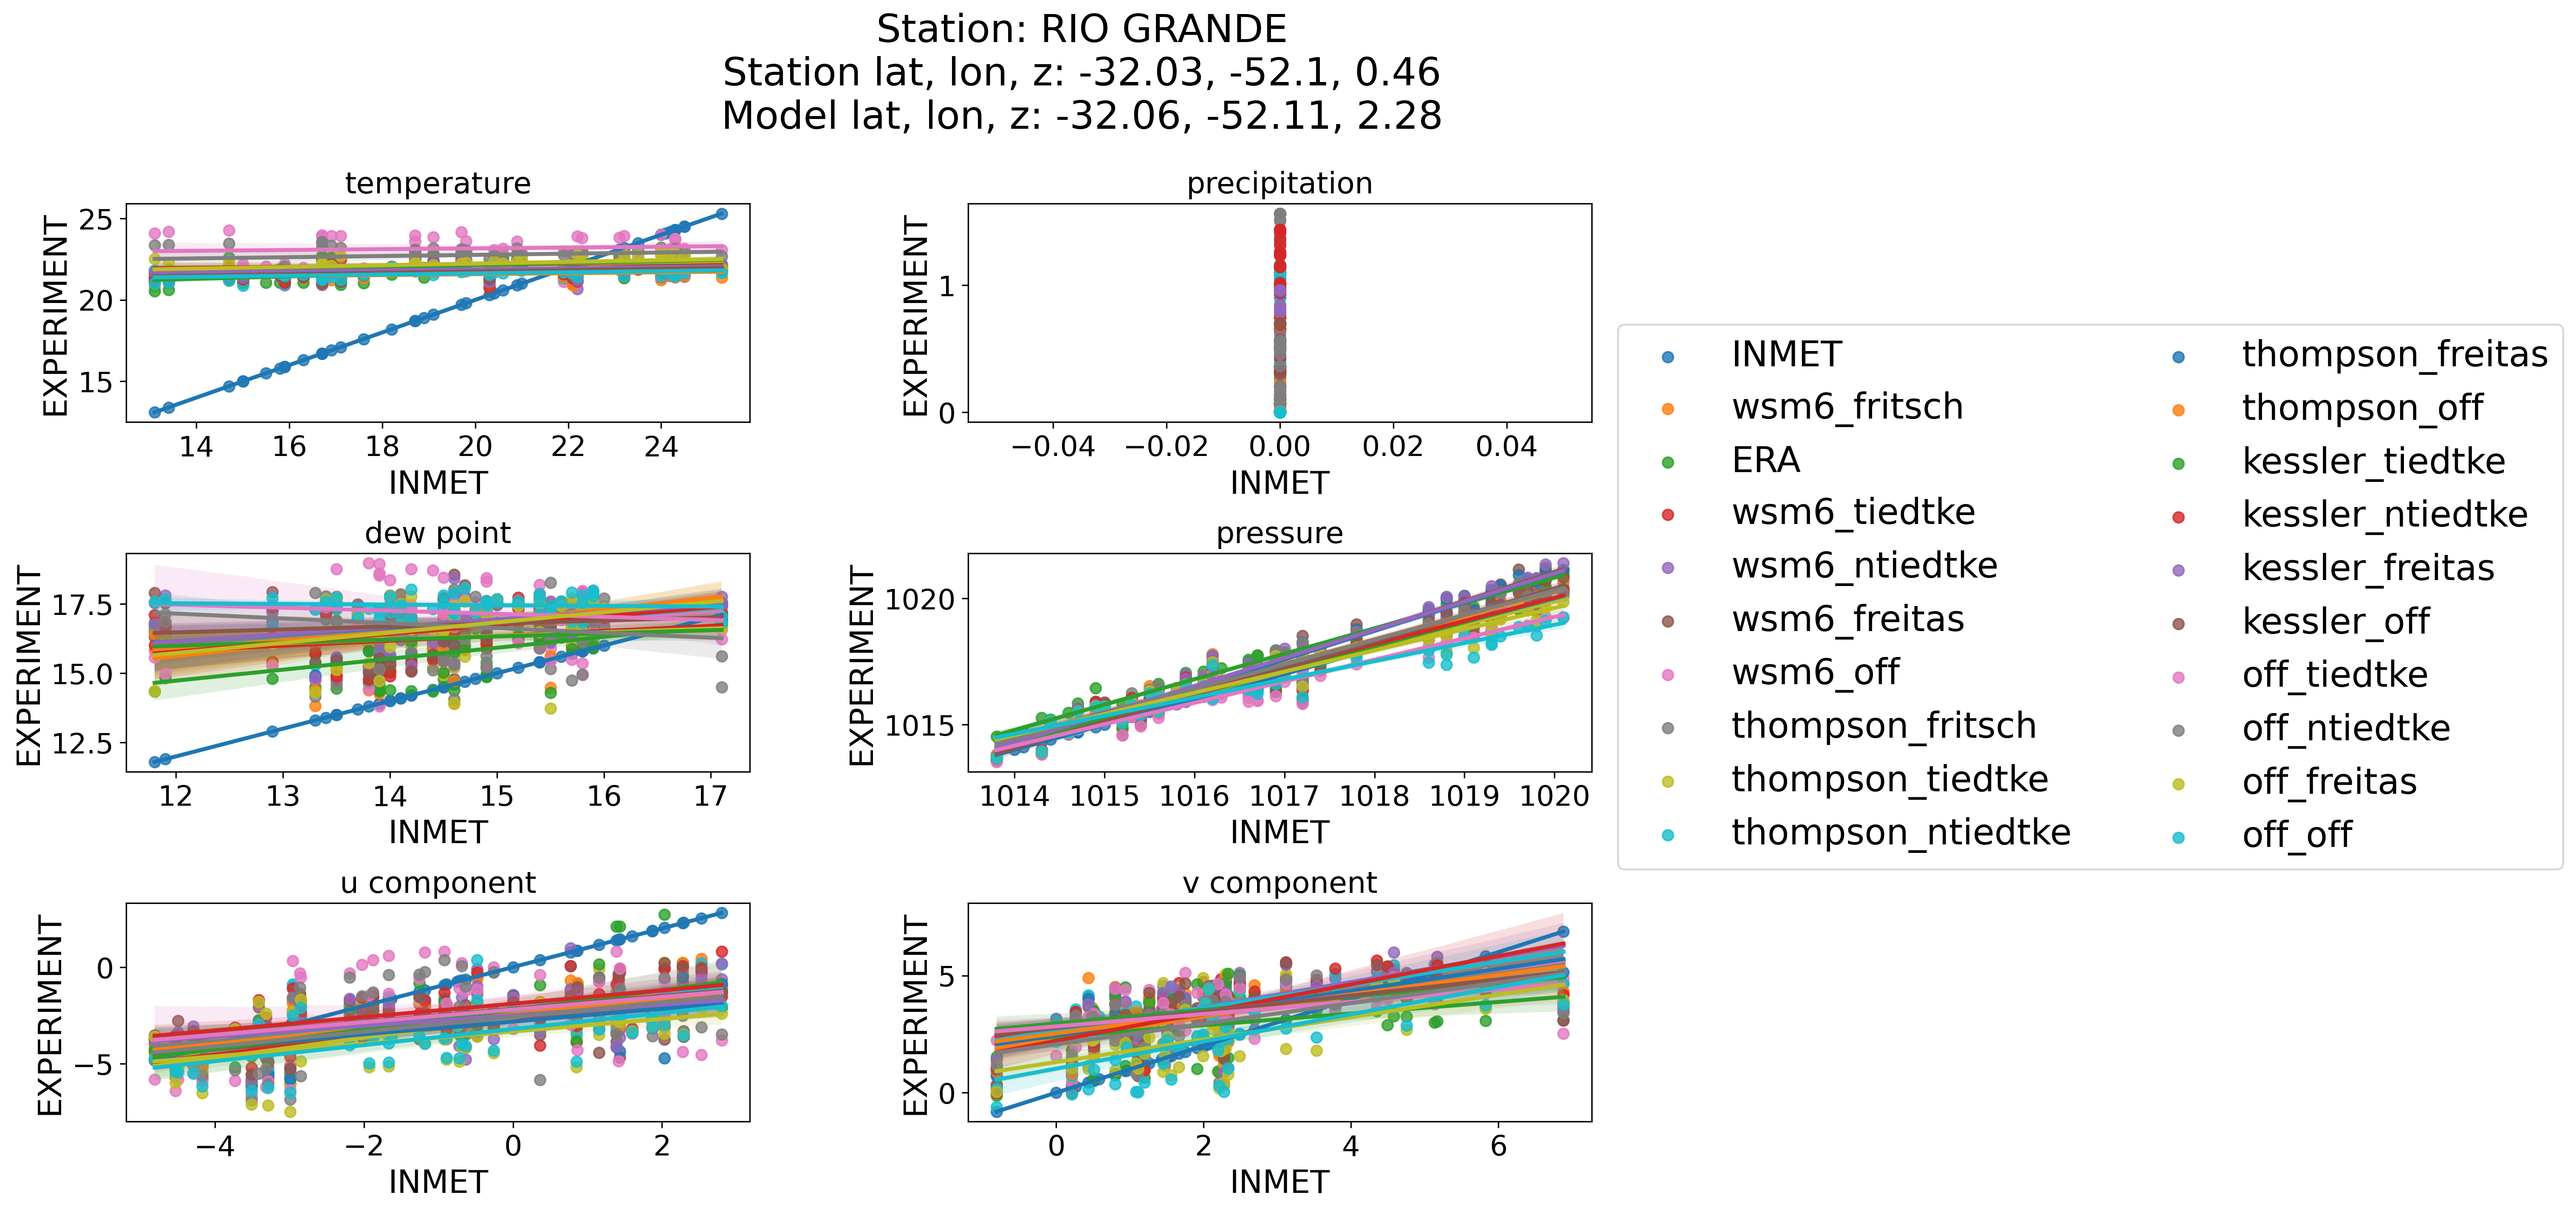 Station: RIO GRANDE
Station lat, lon, z: -32.03, -52.1, 0.46
Model lat, lon, z: -32.06, -52.11, 2.28
temperature
EXPERIMENT
25
20
15
14 16 18 20 22 24
INMET
precipitation
EXPERIMENT
1
0
−0.04 −0.02 0.00 0.02 0.04
INMET
dew point
EXPERIMENT
17.5
15.0
12.5
12 13 14 15 16 17
INMET
pressure
EXPERIMENT
1020
1015
1014 1015 1016 1017 1018 1019 1020
INMET
u component
EXPERIMENT
0
−5
−4 −2 0 2
INMET
v component
EXPERIMENT
5
0
0 2 4 6
INMET
INMET
wsm6_fritsch
ERA
wsm6_tiedtke
wsm6_ntiedtke
wsm6_freitas
wsm6_off
thompson_fritsch
thompson_tiedtke
thompson_ntiedtke
thompson_freitas
thompson_off
kessler_tiedtke
kessler_ntiedtke
kessler_freitas
kessler_off
off_tiedtke
off_ntiedtke
off_freitas
off_off